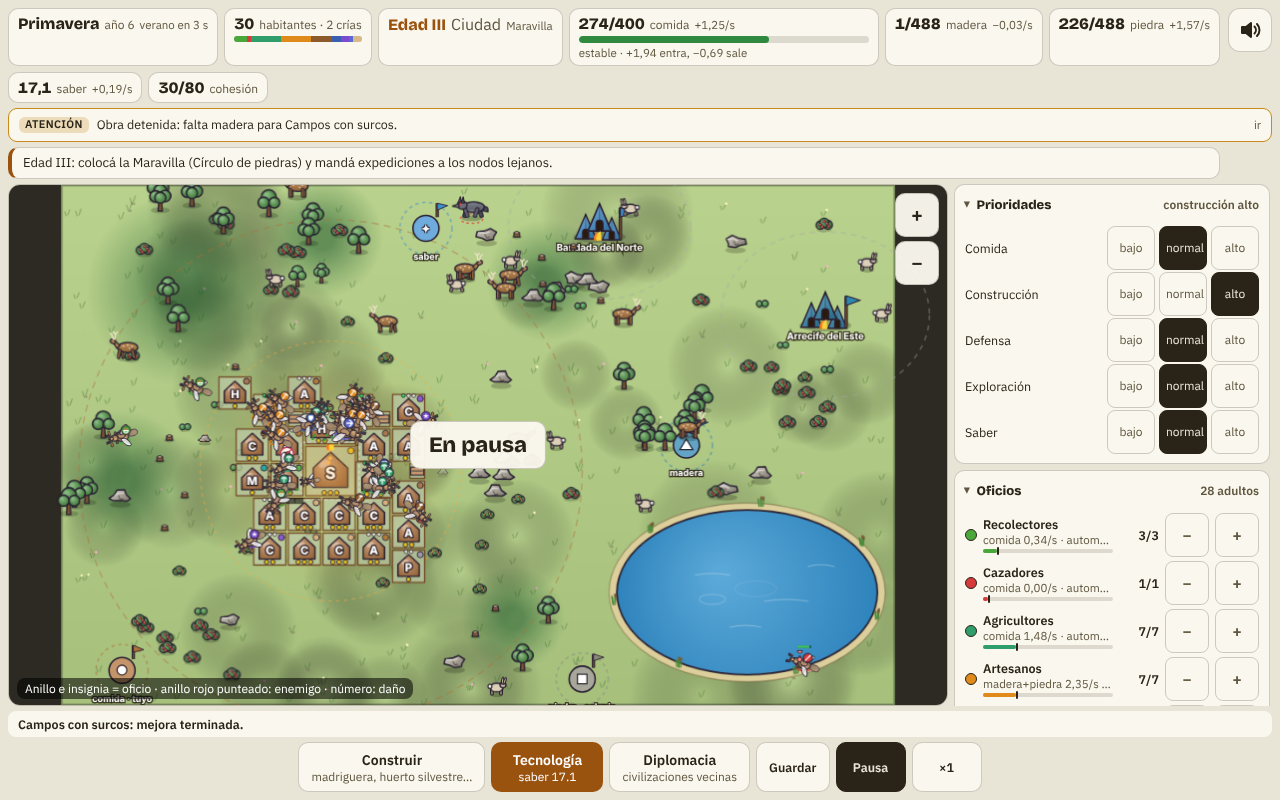 Primavera año 6 verano en 3 s
30 habitantes · 2 crías
Edad III Ciudad Maravilla
274/400 comida +1,25/s
estable · +1,94 entra, −0,69 sale
1/488 madera −0,03/s
226/488 piedra +1,57/s
17,1 saber +0,19/s
30/80 cohesión
ATENCIÓN Obra detenida: falta madera para Campos con surcos. ir
Edad III: colocá la Maravilla (Círculo de piedras) y mandá expediciones a los nodos lejanos.
+
−
saber
del Norte
Arrecife del Este
madera
En pausa
H
A
C
C
A
M
S
A
A
C
C
C
A
A
C
C
C
A
P
Anillo e insignia = oficio · anillo rojo punteado: enemigo · número: daño
Prioridades construcción alto
Comida bajo normal alto
Construcción bajo normal alto
Defensa bajo normal alto
Exploración bajo normal alto
Saber bajo normal alto
Oficios 28 adultos
Recolectores
comida 0,34/s · autom...
3/3 − +
Cazadores
comida 0,00/s · autom...
1/1 − +
Agricultores
comida 1,48/s · autom...
7/7 − +
Artesanos
madera+piedra 2,35/s ...
7/7 − +
Campos con surcos: mejora terminada.
Construir
madriguera, huerto silvestre...
Tecnología
saber 17.1
Diplomacia
civilizaciones vecinas
Guardar
Pausa
×1